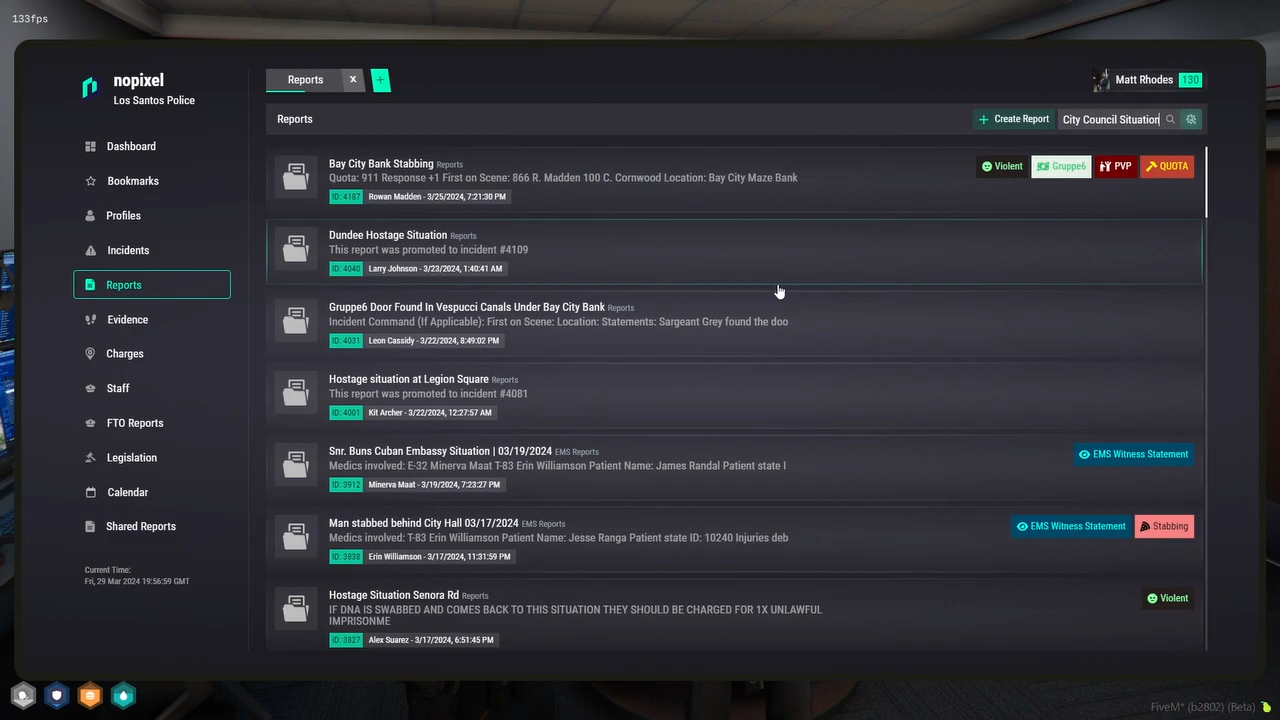 133fps
nopixel
Los Santos Police
Dashboard
Bookmarks
Profiles
Incidents
Reports
Evidence
Charges
Staff
FTO Reports
Legislation
Calendar
Shared Reports
Current Time:
Fri, 29 Mar 2024 19:56:59 GMT
Reports x +
Matt Rhodes 130
Reports
+ Create Report
City Council Situation
Bay City Bank Stabbing Reports
Quota: 911 Response +1 First on Scene: 866 R. Madden 100 C. Cornwood Location: Bay City Maze Bank
ID: 4187 Rowan Madden - 3/25/2024, 7:21:30 PM
Violent Gruppe6 PVP QUOTA
Dundee Hostage Situation Reports
This report was promoted to incident #4109
ID: 4040 Larry Johnson - 3/23/2024, 1:40:41 AM
Gruppe6 Door Found In Vespucci Canals Under Bay City Bank Reports
Incident Command (If Applicable): First on Scene: Location: Statements: Sargeant Grey found the doo
ID: 4031 Leon Cassidy - 3/22/2024, 8:49:02 PM
Hostage situation at Legion Square Reports
This report was promoted to incident #4081
ID: 4001 Kit Archer - 3/22/2024, 12:27:57 AM
Snr. Buns Cuban Embassy Situation | 03/19/2024 EMS Reports
Medics involved: E-32 Minerva Maat T-83 Erin Williamson Patient Name: James Randal Patient state I
ID: 3912 Minerva Maat - 3/19/2024, 7:23:27 PM
EMS Witness Statement
Man stabbed behind City Hall 03/17/2024 EMS Reports
Medics involved: T-83 Erin Williamson Patient Name: Jesse Ranga Patient state ID: 10240 Injuries deb
ID: 3838 Erin Williamson - 3/17/2024, 11:31:59 PM
EMS Witness Statement Stabbing
Hostage Situation Senora Rd Reports
IF DNA IS SWABBED AND COMES BACK TO THIS SITUATION THEY SHOULD BE CHARGED FOR 1X UNLAWFUL
IMPRISONME
ID: 3827 Alex Suarez - 3/17/2024, 6:51:45 PM
Violent
FiveM* (b2802) (Beta)